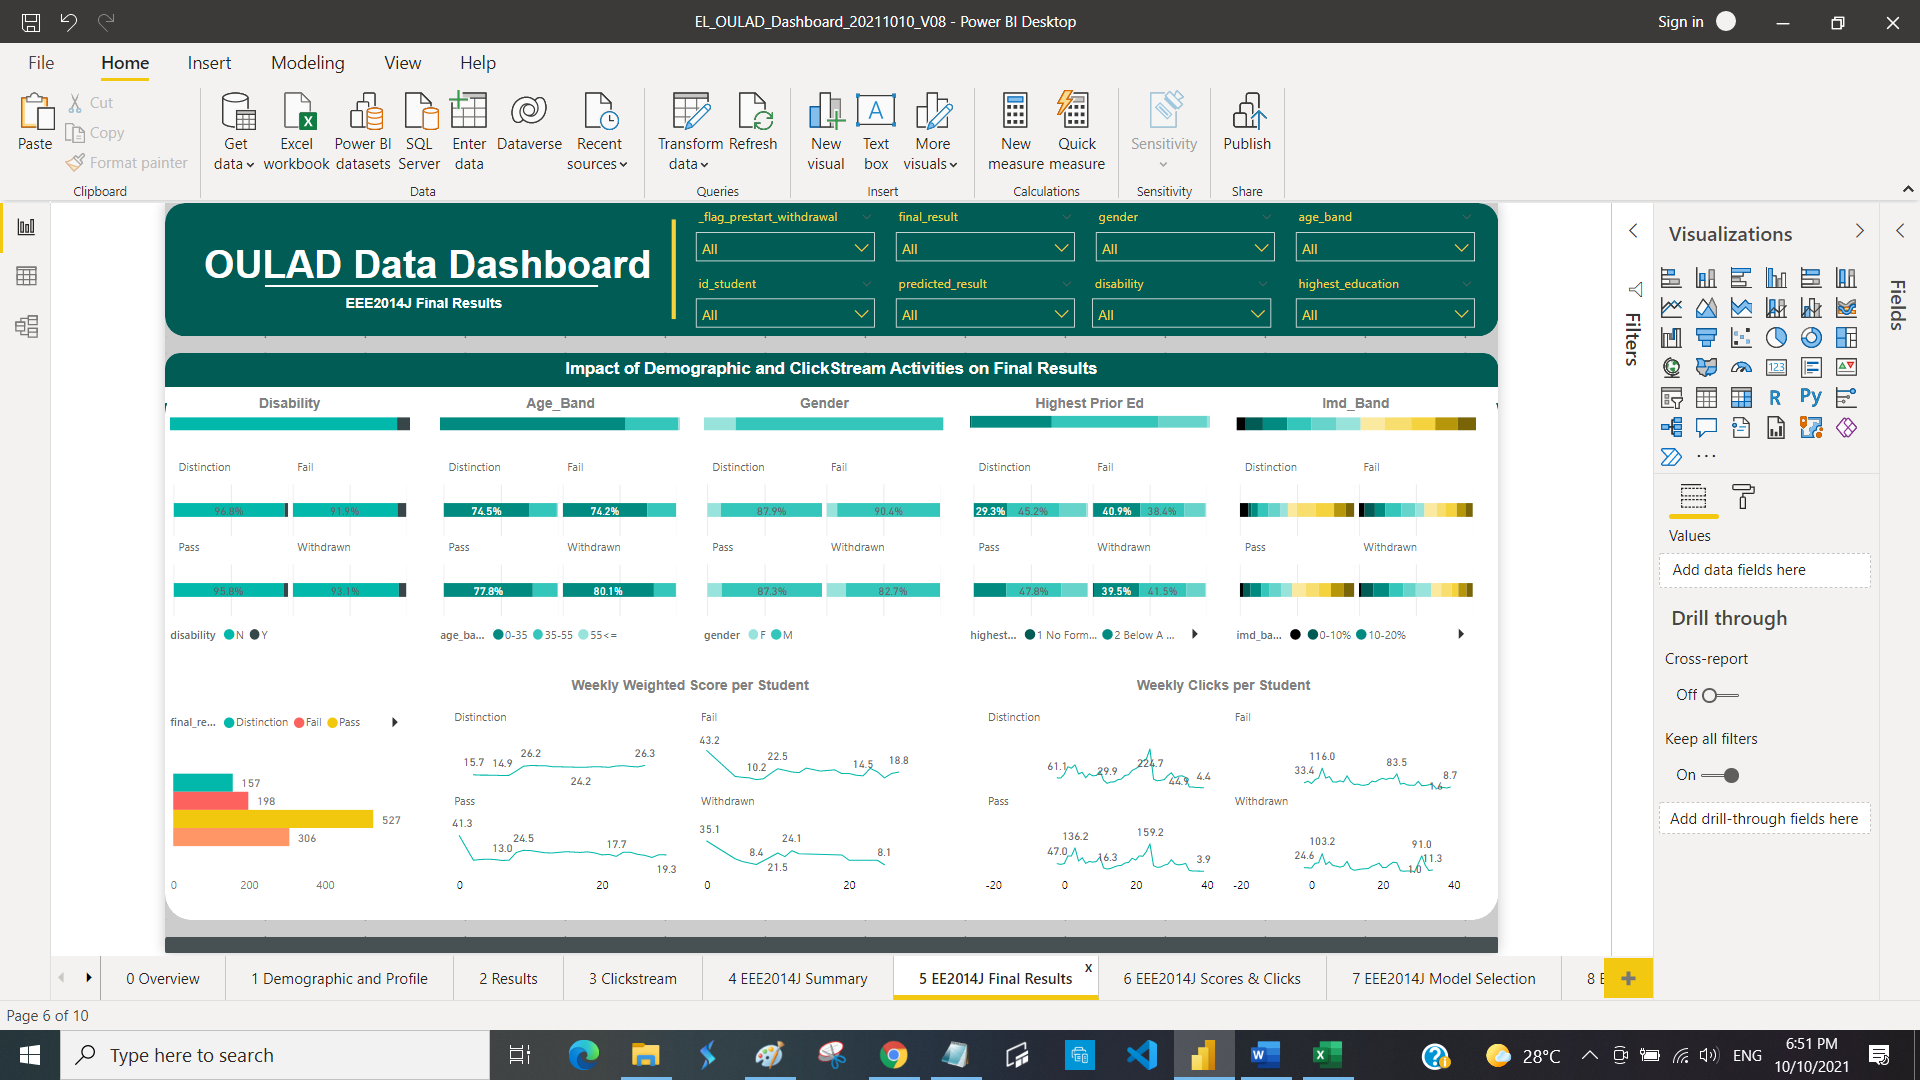 EL_OULAD_Dashboard_20211010_V08 - Power BI Desktop
Sign in
File Home Insert Modeling View Help
Paste
Cut
Copy
Format painter
Clipboard
Get data
Excel workbook
Power BI datasets
SQL Server
Enter data
Dataverse
Recent sources
Data
Transform data
Refresh
Queries
New visual
Text box
More visuals
Insert
New measure
Quick measure
Calculations
Sensitivity
Sensitivity
Publish
Share
OULAD Data Dashboard
EEE2014J Final Results
_flag_prestart_withdrawal final_result gender age_band
All All All All
id_student predicted_result disability highest_education
All All All All
Impact of Demographic and ClickStream Activities on Final Results
Disability Age_Band Gender Highest Prior Ed Imd_Band
Distinction Fail Distinction Fail Distinction Fail Distinction Fail Distinction Fail
96.8% 91.9% 74.5% 74.2% 87.9% 90.4% 29.3% 45.2% 40.9% 38.4%
Pass Withdrawn Pass Withdrawn Pass Withdrawn Pass Withdrawn Pass Withdrawn
95.8% 93.1% 77.8% 80.1% 87.3% 82.7% 47.8% 39.5% 41.5%
disability N Y
age_ba... 0-35 35-55 55<=
gender F M
highest... 1 No Form... 2 Below A ...
imd_ba... 0-10% 10-20%
final_re... Distinction Fail Pass
157
198
527
306
0 200 400
Weekly Weighted Score per Student
Distinction Fail
15.7 14.9 26.2 24.2 26.3
43.2 10.2 22.5 14.5 18.8
Pass Withdrawn
41.3 13.0 24.5 17.7 19.3
35.1 8.4 21.5 24.1 8.1
0 20 0 20
Weekly Clicks per Student
Distinction Fail
61.1 29.9 224.7 44.9 4.4
33.4 116.0 83.5 1.6 8.7
Pass Withdrawn
47.0 136.2 16.3 159.2 3.9
24.6 103.2 1.0 91.0 11.3
-20 0 20 40 -20 0 20 40
Filters
Visualizations
R Py
123
Values
Add data fields here
Drill through
Cross-report
Off
Keep all filters
On
Add drill-through fields here
Fields
0 Overview
1 Demographic and Profile
2 Results
3 Clickstream
4 EEE2014J Summary
5 EE2014J Final Results
x
6 EEE2014J Scores & Clicks
7 EEE2014J Model Selection
8 E
Page 6 of 10
Type here to search
28°C
ENG
6:51 PM
10/10/2021